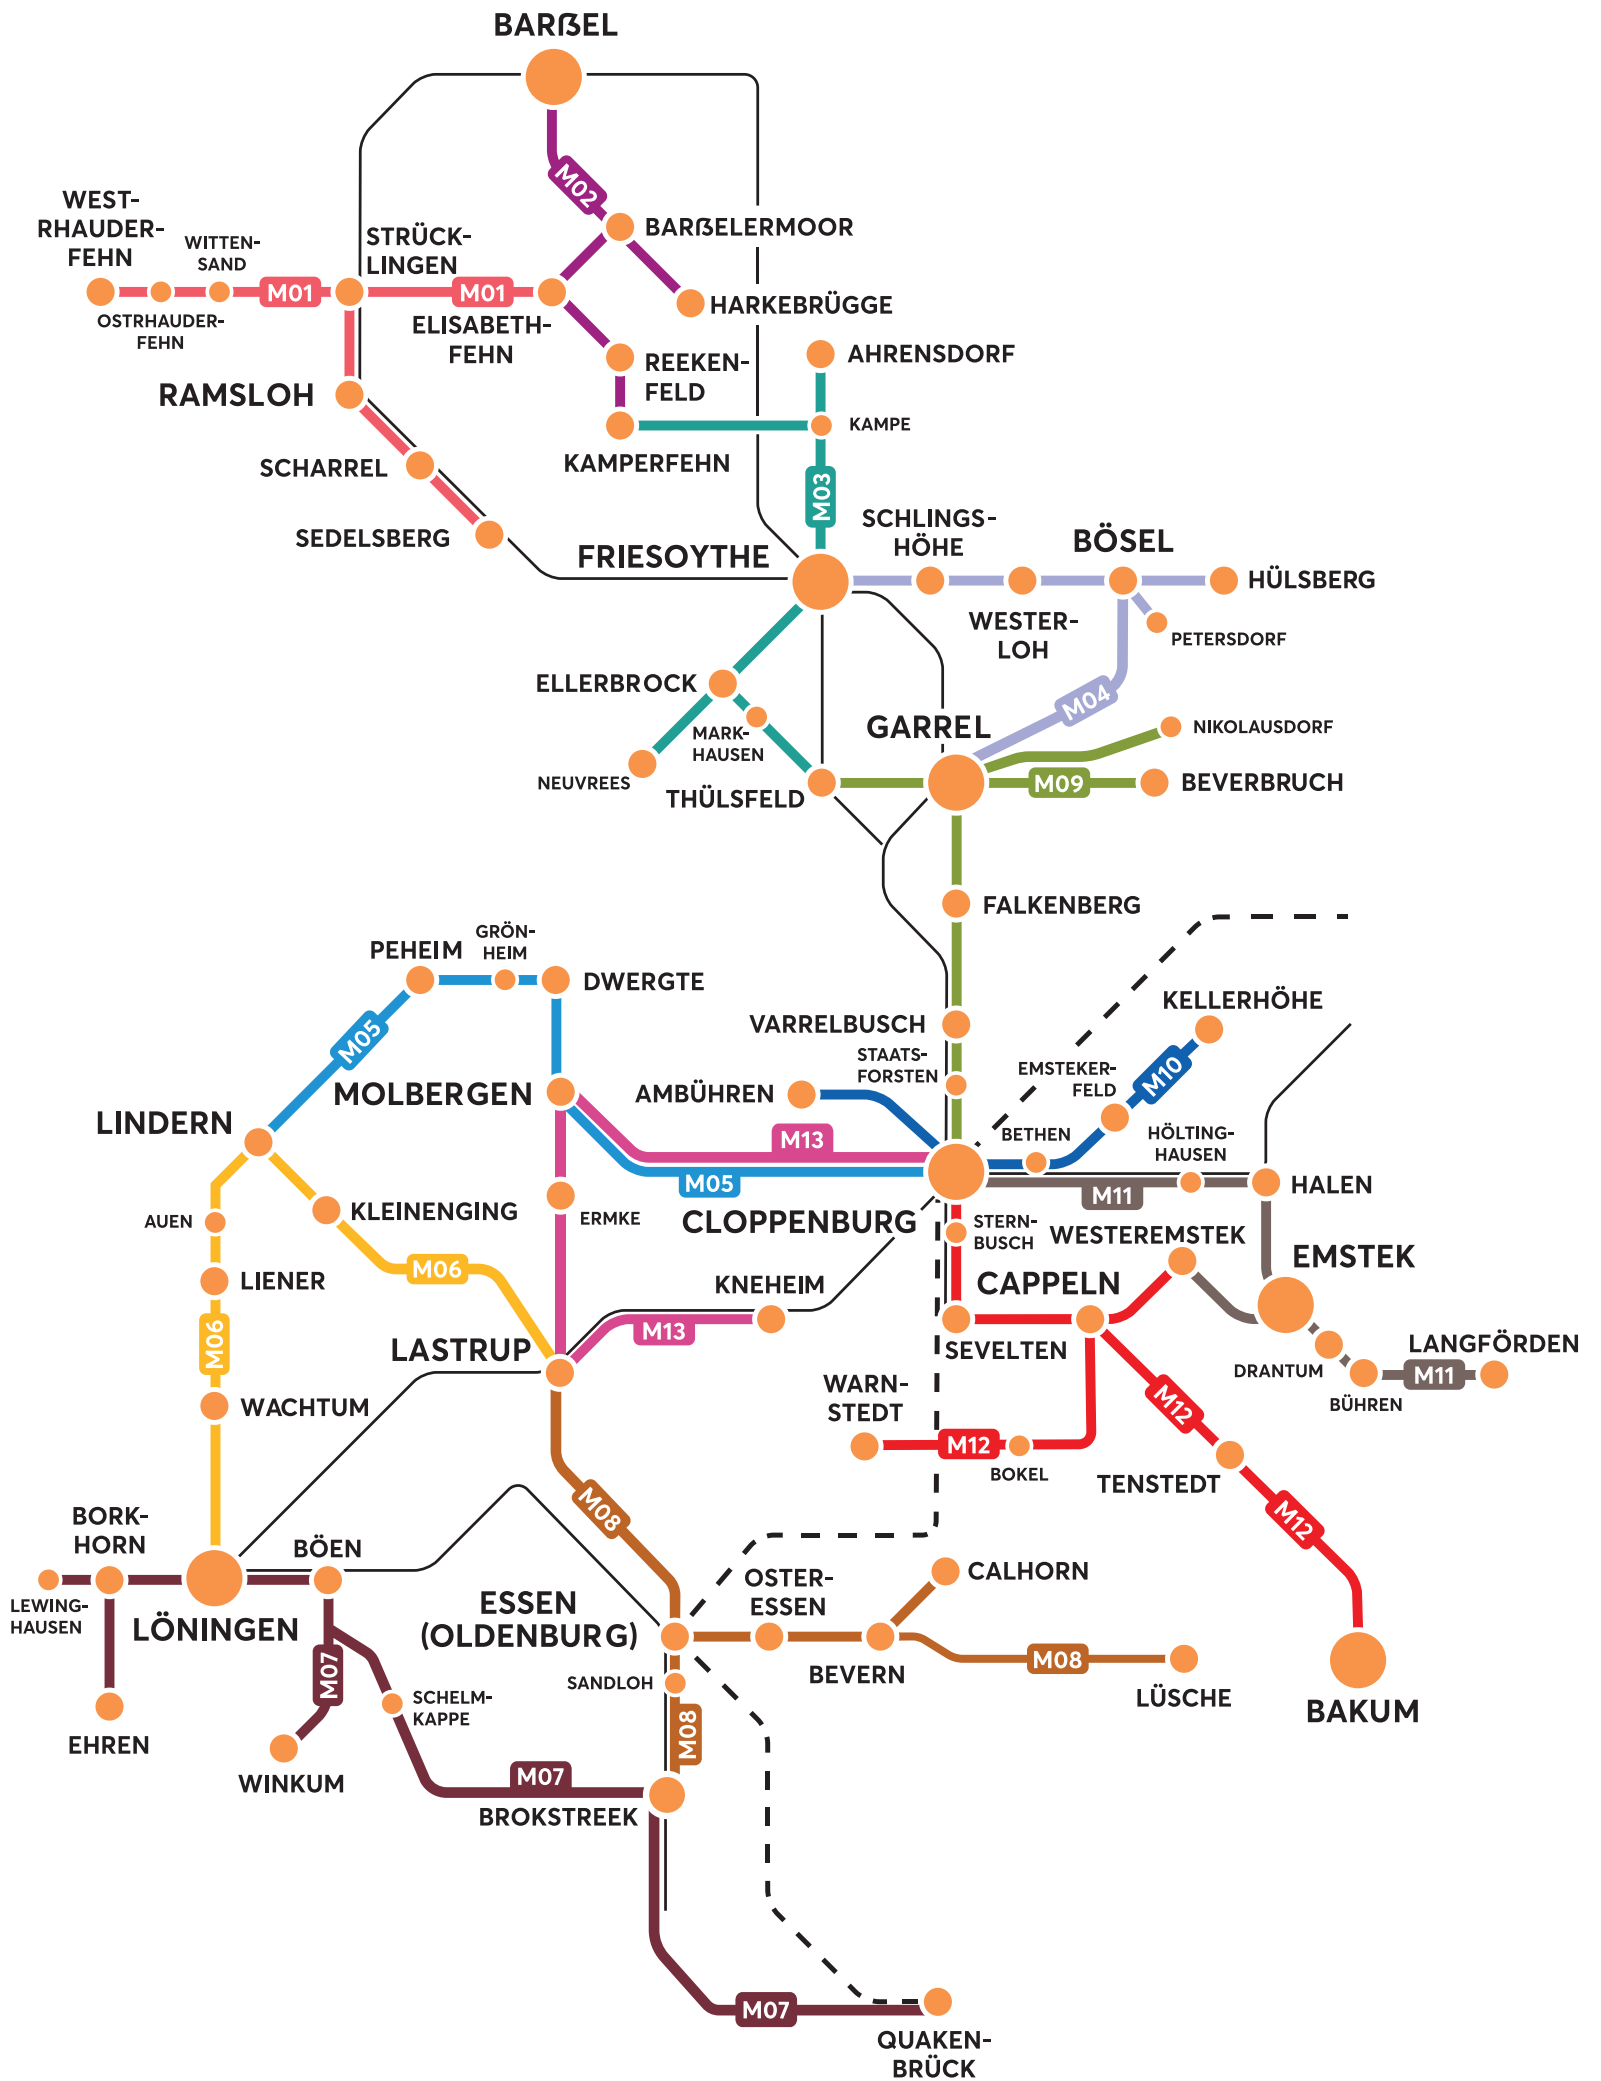 BARẞEL
M02
WEST-
RHAUDER-
FEHN
WITTEN-
SAND
STRÜCK-
LINGEN
BARẞELERMOOR
M01
M01
HARKEBRÜGGE
OSTRHAUDER-
FEHN
ELISABETH-
FEHN
REEKEN-
FELD
AHRENSDORF
RAMSLOH
KAMPE
SCHARREL
KAMPERFEHN
M03
SEDELSBERG
FRIESOYTHE
SCHLINGS-
HÖHE
BÖSEL
HÜLSBERG
WESTER-
LOH
PETERSDORF
ELLERBROCK
M04
MARK-
HAUSEN
GARREL
NIKOLAUSDORF
NEUVREES
THÜLSFELD
M09
BEVERBRUCH
FALKENBERG
PEHEIM
GRÖN-
HEIM
DWERGTE
M05
VARRELBUSCH
KELLERHÖHE
STAATS-
FORSTEN
EMSTEKER-
FELD
M10
MOLBERGEN
AMBÜHREN
LINDERN
M13
BETHEN
HÖLTING-
HAUSEN
M05
M11
HALEN
AUEN
KLEINENGING
ERMKE
CLOPPENBURG
STERN-
BUSCH
WESTEREMSTEK
EMSTEK
LIENER
M06
KNEHEIM
CAPPELN
M06
M13
LASTRUP
SEVELTEN
DRANTUM
LANGFÖRDEN
M11
BÜHREN
WACHTUM
WARN-
STEDT
M12
M12
BOKEL
TENSTEDT
M08
M12
BORK-
HORN
BÖEN
CALHORN
LEWING-
HAUSEN
LÖNINGEN
ESSEN
(OLDENBURG)
OSTER-
ESSEN
BEVERN
M08
LÜSCHE
BAKUM
M07
SANDLOH
SCHELM-
KAPPE
M08
EHREN
WINKUM
M07
BROKSTREEK
M07
QUAKEN-
BRÜCK